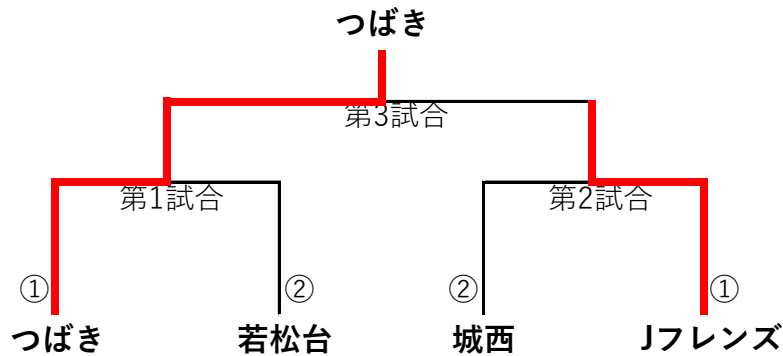 つばき
第3試合
第1試合
第2試合
① ② ② ①
つばき 若松台 城西 Jフレンズ